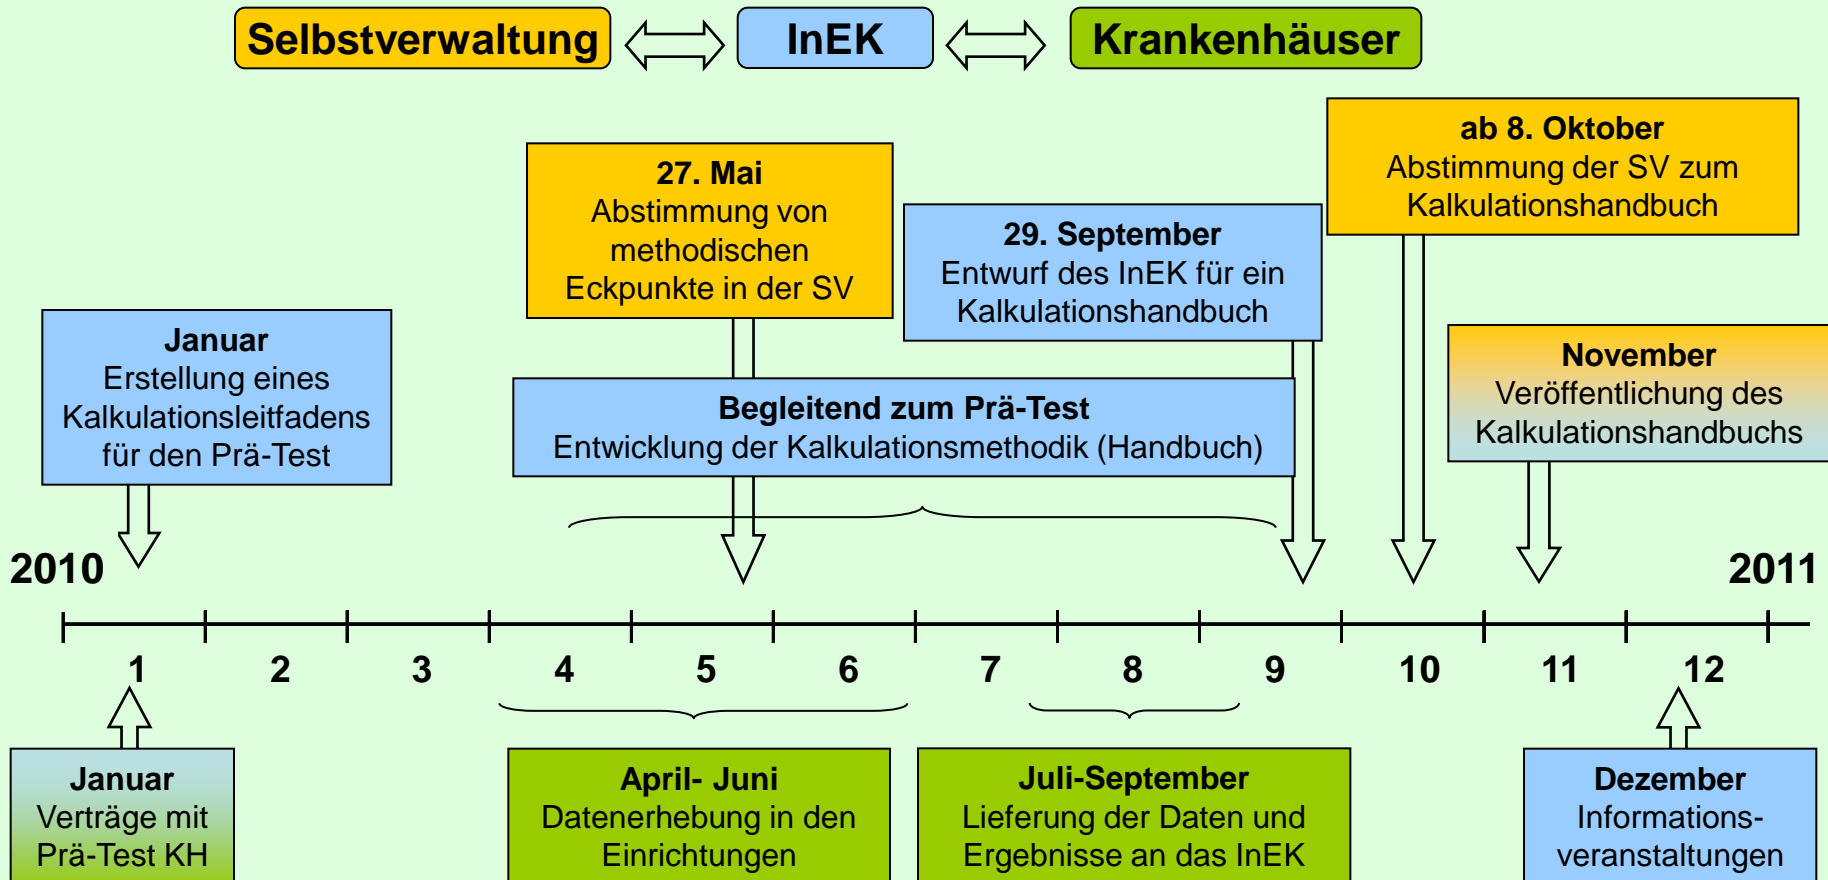 Selbstverwaltung
InEK
Krankenhäuser
27. Mai
Abstimmung von
methodischen
Eckpunkte in der SV
ab 8. Oktober
Abstimmung der SV zum
Kalkulationshandbuch
29. September
Entwurf des InEK für ein
Kalkulationshandbuch
Januar
Erstellung eines
Kalkulationsleitfadens
für den Prä-Test
November
Veröffentlichung des
Kalkulationshandbuchs
Begleitend zum Prä-Test
Entwicklung der Kalkulationsmethodik (Handbuch)
2010
2011
1 2 3 4 5 6 7 8 9 10 11 12
Januar
Verträge mit
Prä-Test KH
April- Juni
Datenerhebung in den
Einrichtungen
Juli-September
Lieferung der Daten und
Ergebnisse an das InEK
Dezember
Informations-
veranstaltungen